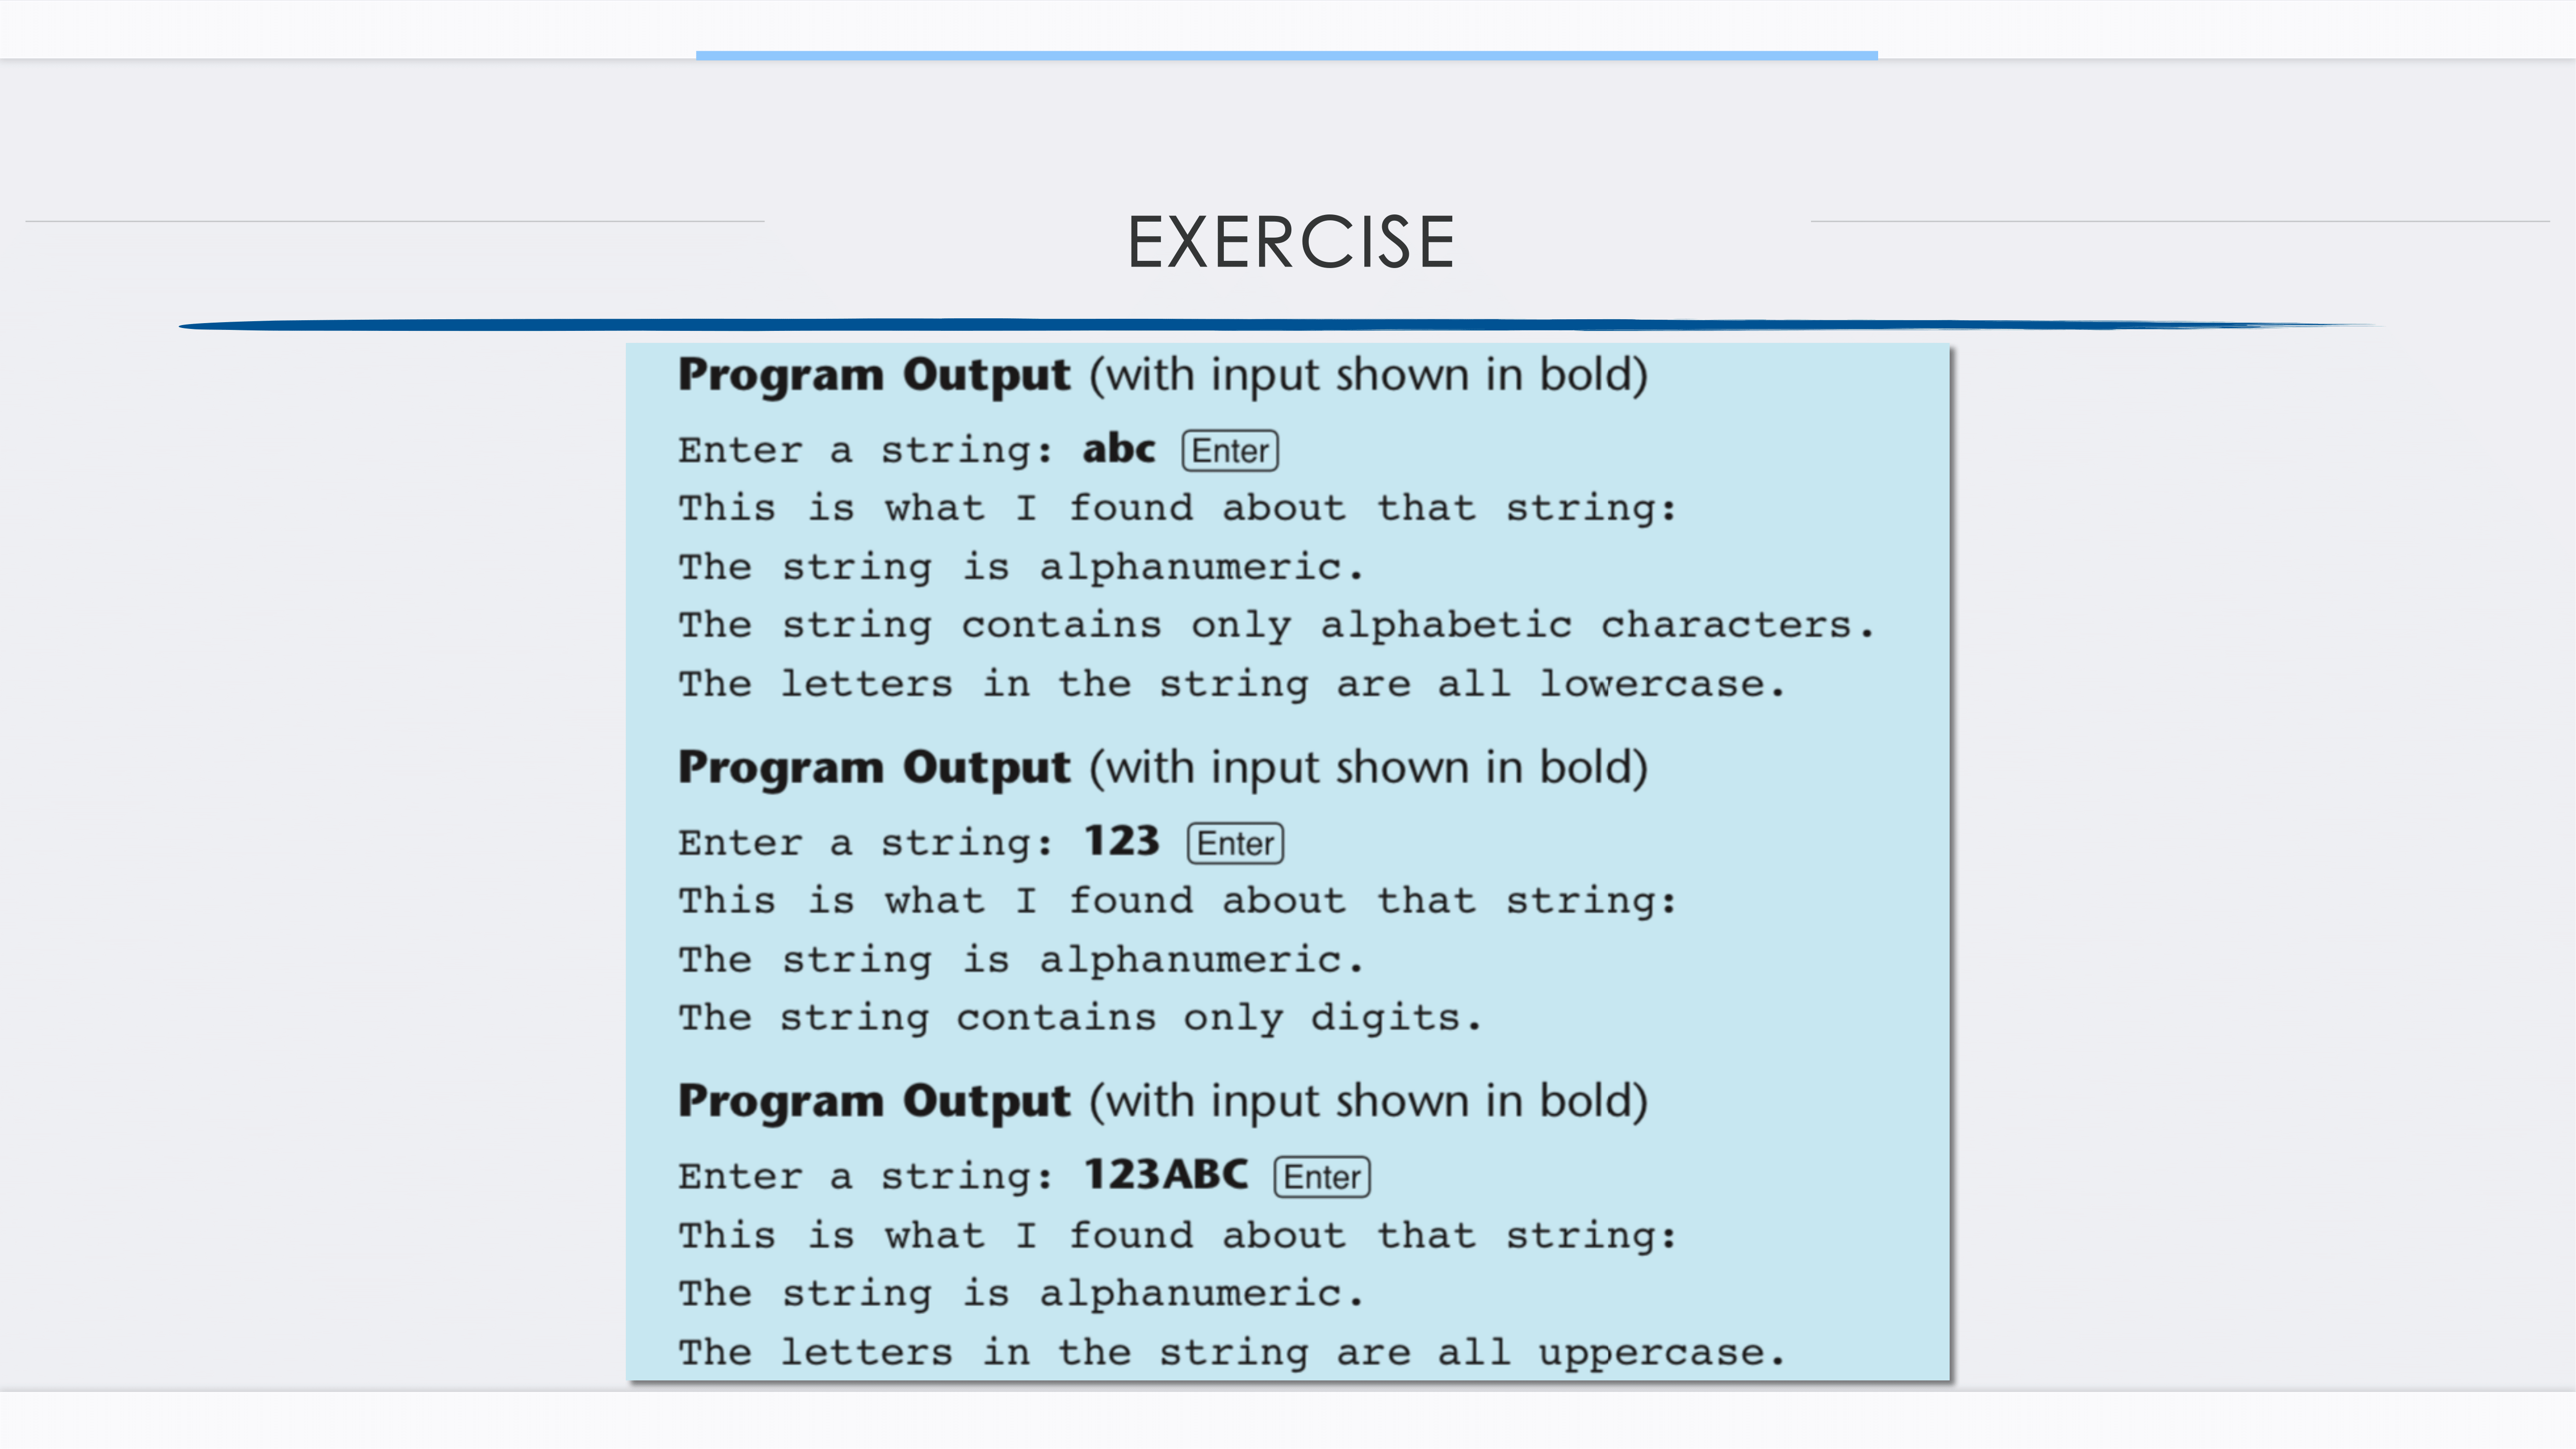 EXERCISE
Program Output (with input shown in bold)
Enter a string: abc Enter
This is what I found about that string:
The string is alphanumeric.
The string contains only alphabetic characters.
The letters in the string are all lowercase.
Program Output (with input shown in bold)
Enter a string: 123 Enter
This is what I found about that string:
The string is alphanumeric.
The string contains only digits.
Program Output (with input shown in bold)
Enter a string: 123ABC Enter
This is what I found about that string:
The string is alphanumeric.
The letters in the string are all uppercase.